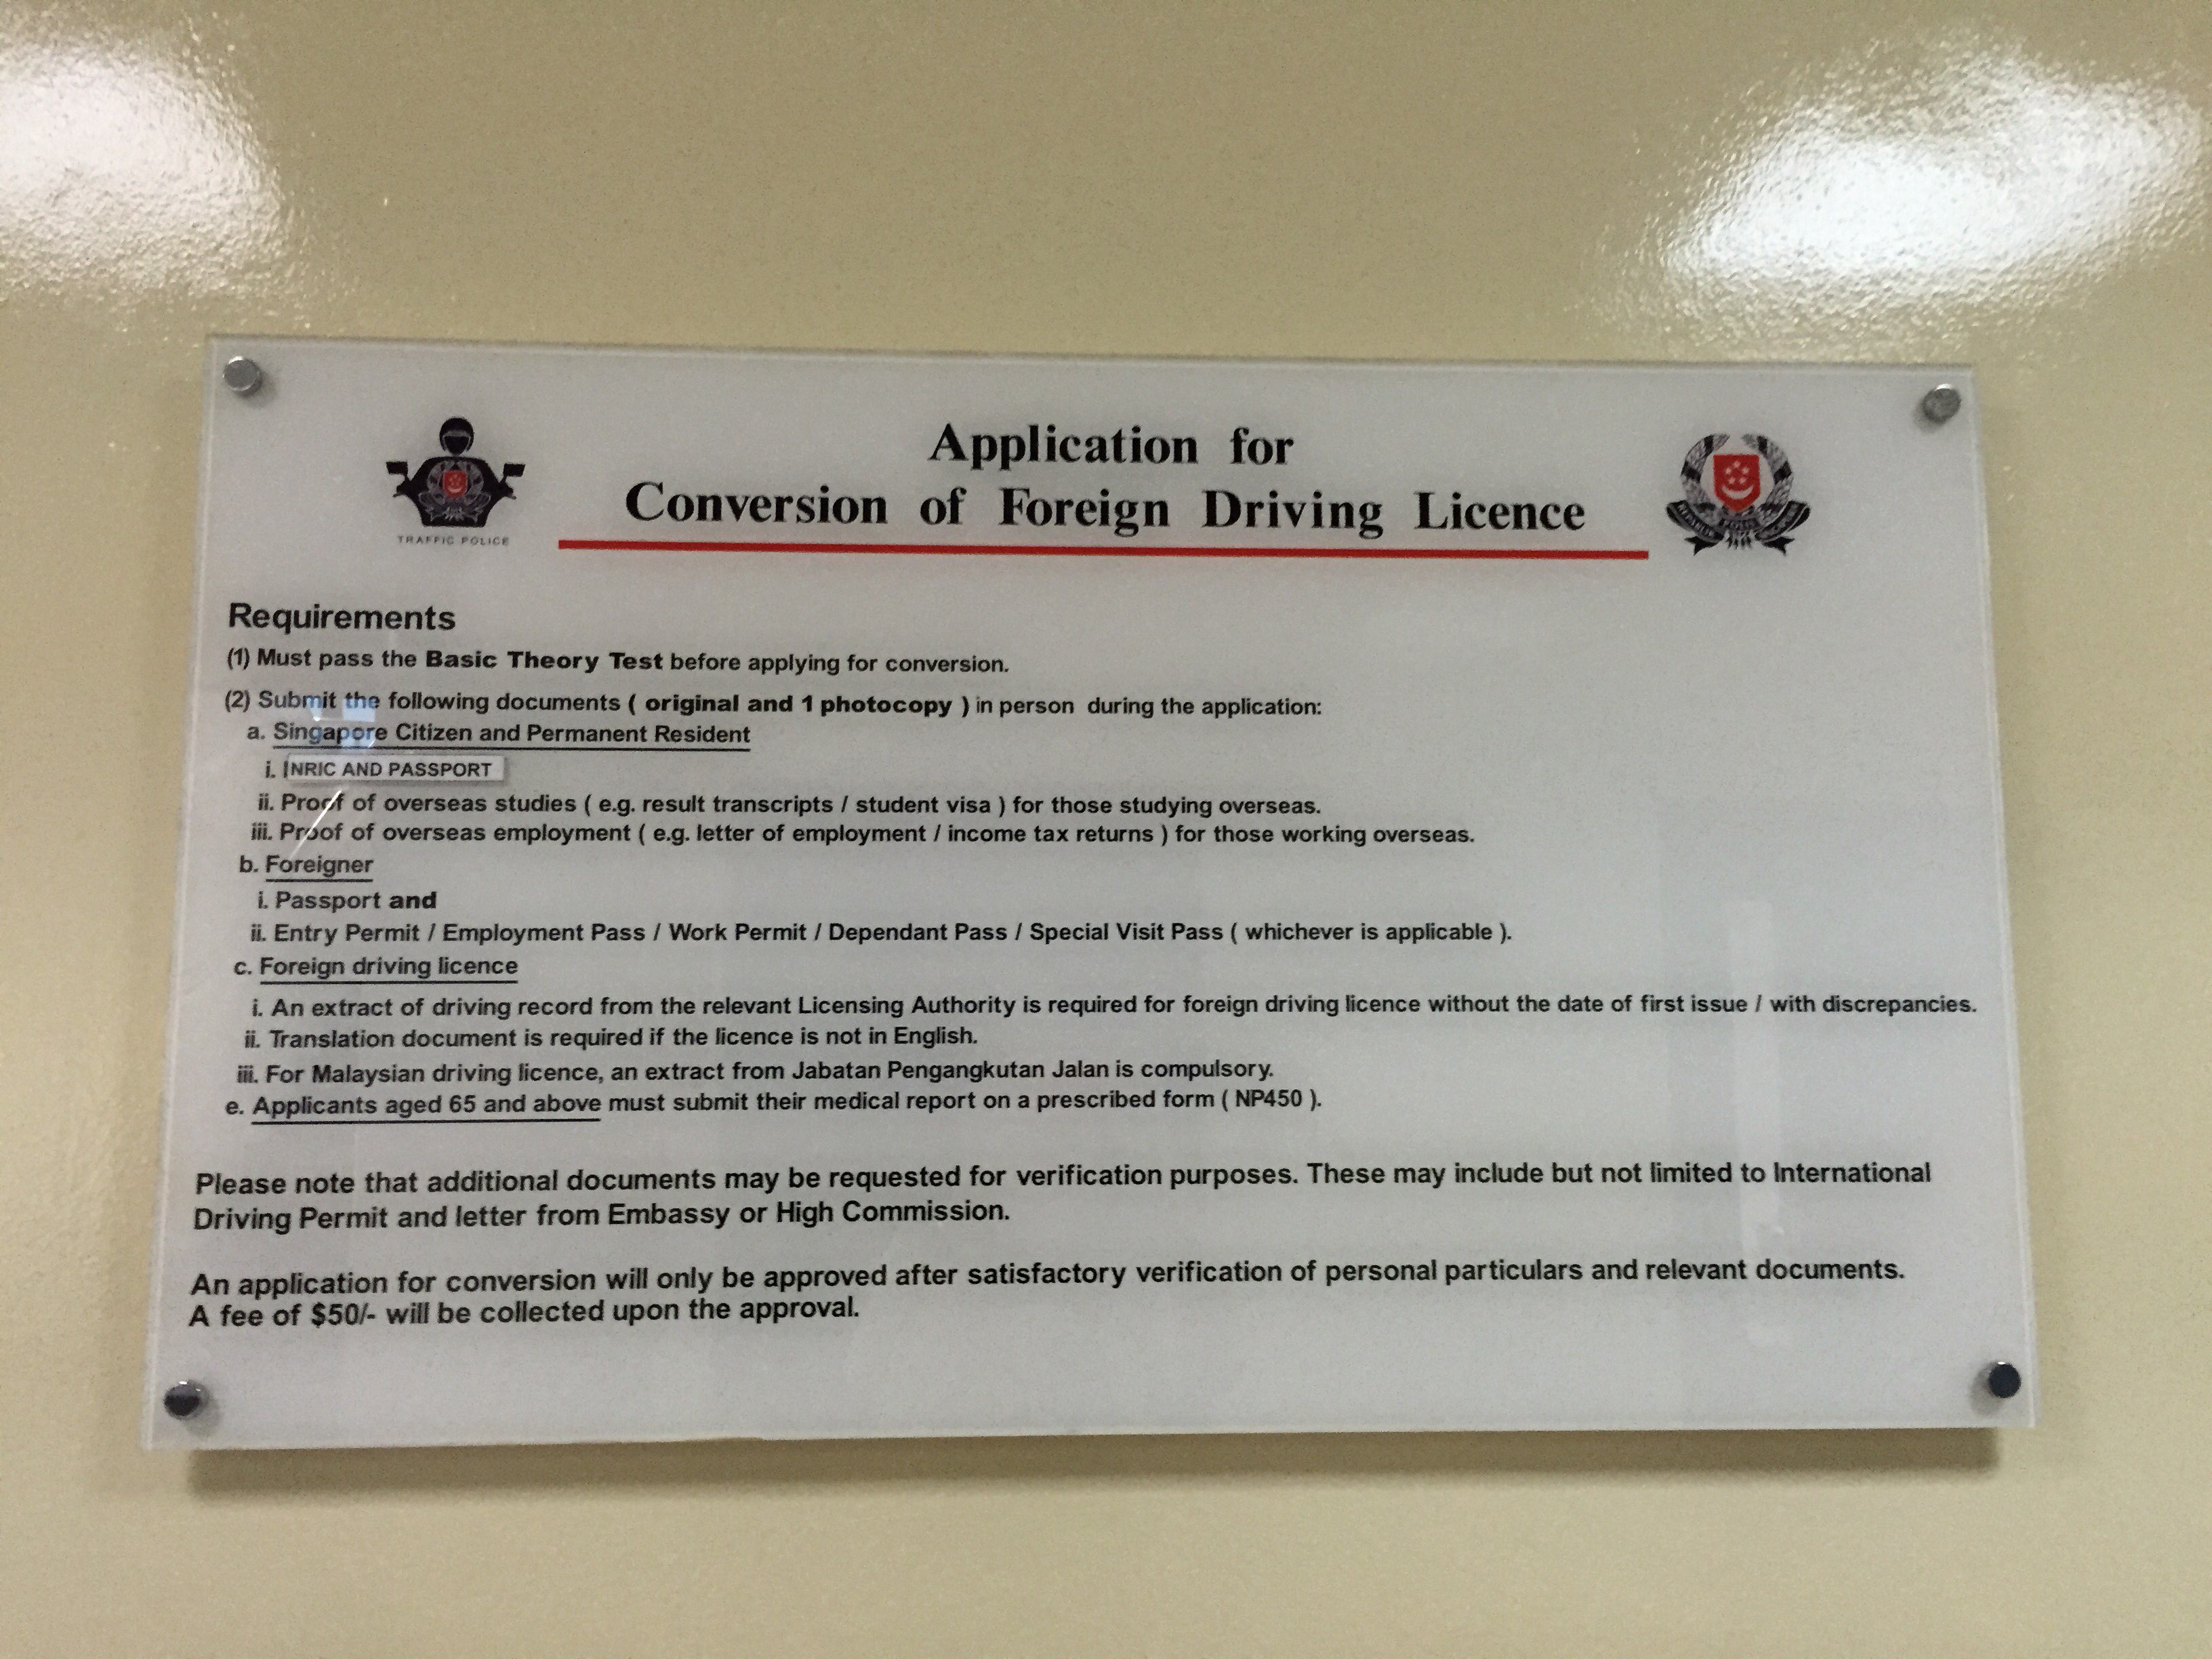 Application for
Conversion of Foreign Driving Licence
TRAFFIC POLICE
Requirements
(1) Must pass the Basic Theory Test before applying for conversion.
(2) Submit the following documents ( original and 1 photocopy ) in person during the application:
a. Singapore Citizen and Permanent Resident
i. NRIC AND PASSPORT
ii. Proof of overseas studies ( e.g. result transcripts / student visa ) for those studying overseas.
iii. Proof of overseas employment ( e.g. letter of employment / income tax returns ) for those working overseas.
b. Foreigner
i. Passport and
ii. Entry Permit / Employment Pass / Work Permit / Dependant Pass / Special Visit Pass ( whichever is applicable ).
c. Foreign driving licence
i. An extract of driving record from the relevant Licensing Authority is required for foreign driving licence without the date of first issue / with discrepancies.
ii. Translation document is required if the licence is not in English.
iii. For Malaysian driving licence, an extract from Jabatan Pengangkutan Jalan is compulsory.
e. Applicants aged 65 and above must submit their medical report on a prescribed form ( NP450 ).
Please note that additional documents may be requested for verification purposes. These may include but not limited to International
Driving Permit and letter from Embassy or High Commission.
An application for conversion will only be approved after satisfactory verification of personal particulars and relevant documents.
A fee of $50/- will be collected upon the approval.